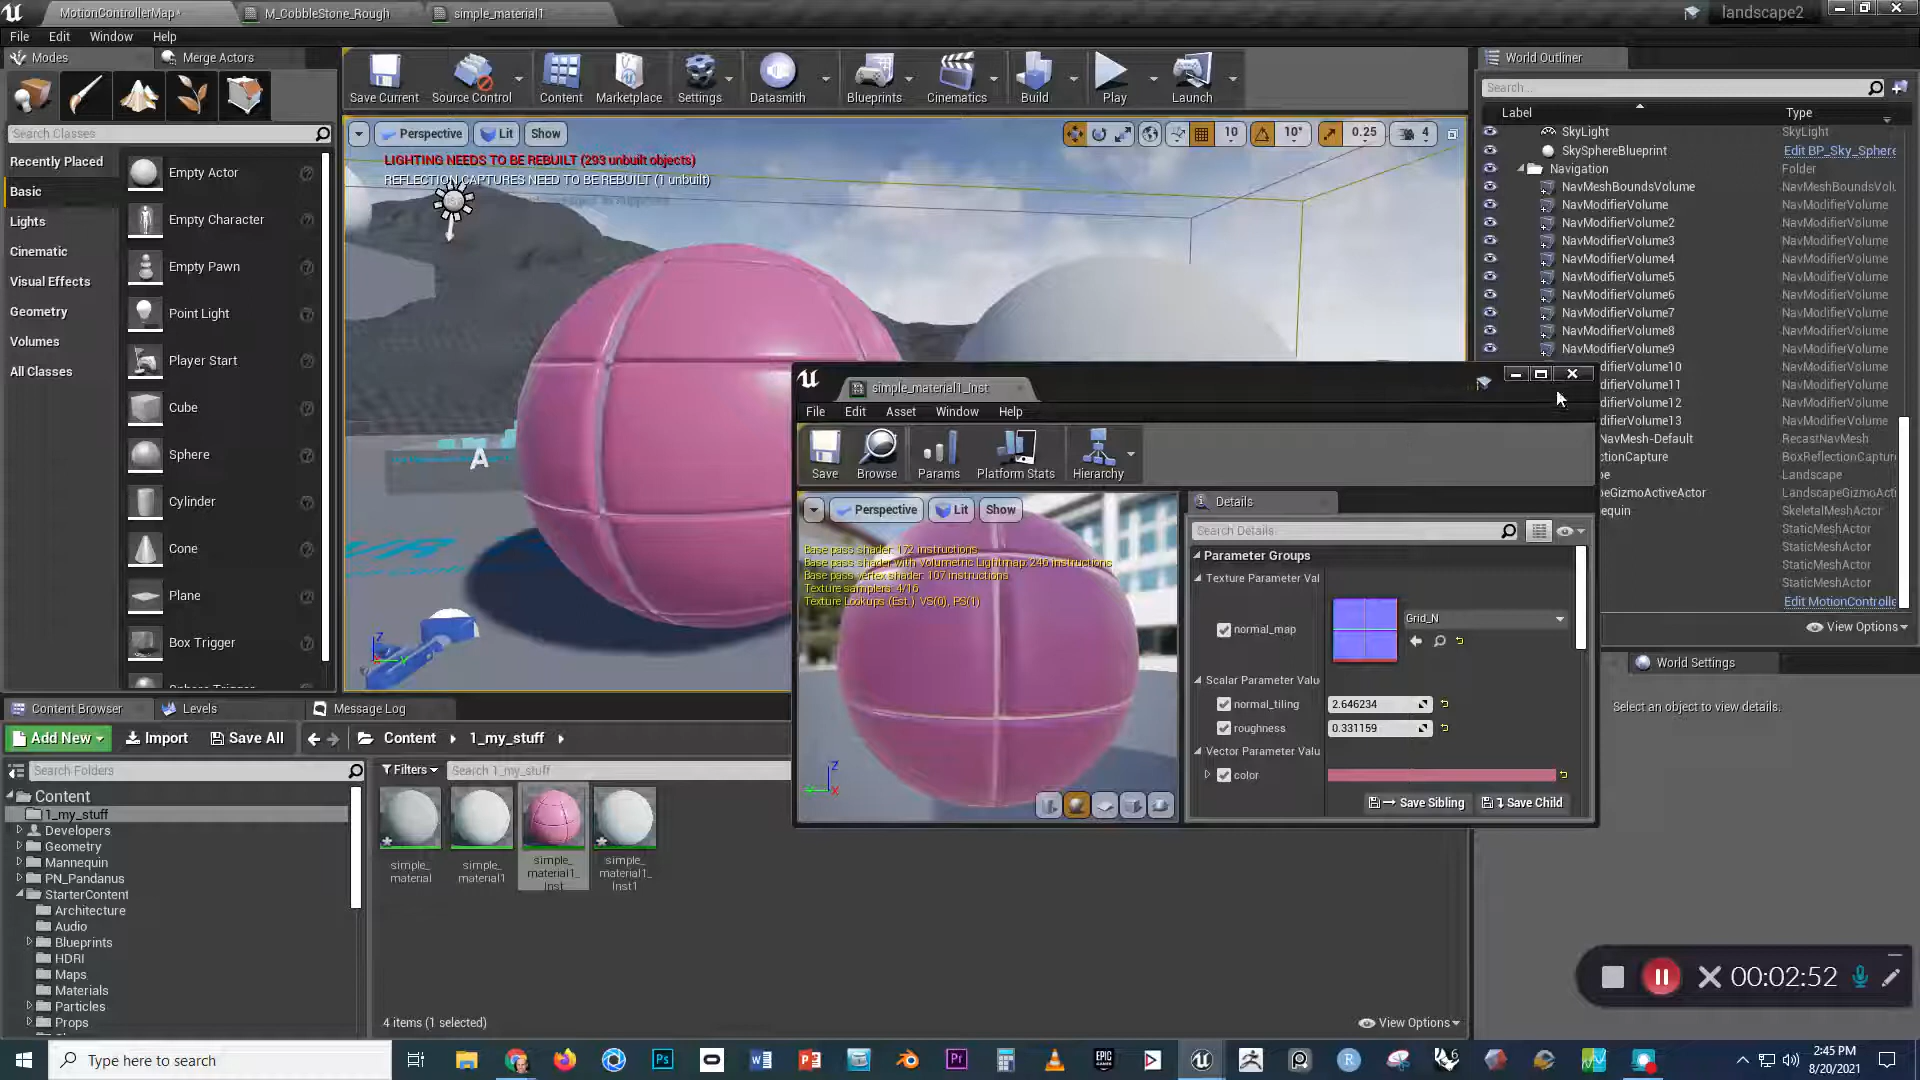 MotionControllerMap*
M_CobbleStone_Rough
simple_material1
landscape2
File Edit Window Help
Modes
Merge Actors
Search Classes
Recently Placed
Basic
Lights
Cinematic
Visual Effects
Geometry
Volumes
All Classes
Empty Actor
Empty Character
Empty Pawn
Point Light
Player Start
Cube
Sphere
Cylinder
Cone
Plane
Box Trigger
Save Current
Source Control
Content
Marketplace
Settings
Datasmith
Blueprints
Cinematics
Build
Play
Launch
Perspective
Lit
Show
10
10°
0.25
4
LIGHTING NEEDS TO BE REBUILT (293 unbuilt objects)
REFLECTION CAPTURES NEED TO BE REBUILT (1 unbuilt)
World Outliner
Search...
Label Type
SkyLight SkyLight
SkySphereBlueprint Edit BP_Sky_Sphere
Navigation Folder
NavMeshBoundsVolume NavMeshBoundsVolu
NavModifierVolume NavModifierVolume
NavModifierVolume2 NavModifierVolume
NavModifierVolume3 NavModifierVolume
NavModifierVolume4 NavModifierVolume
NavModifierVolume5 NavModifierVolume
NavModifierVolume6 NavModifierVolume
NavModifierVolume7 NavModifierVolume
NavModifierVolume8 NavModifierVolume
NavModifierVolume9 NavModifierVolume
difierVolume10 NavModifierVolume
difierVolume11 NavModifierVolume
difierVolume12 NavModifierVolume
difierVolume13 NavModifierVolume
NavMesh-Default RecastNavMesh
ctionCapture BoxReflectionCaptur
pe Landscape
eGizmoActiveActor LandscapeGizmoActi
equin SkeletalMeshActor
StaticMeshActor
StaticMeshActor
StaticMeshActor
StaticMeshActor
Edit MotionControlle
View Options
World Settings
Select an object to view details.
simple_material1_Inst
File Edit Asset Window Help
Save
Browse
Params
Platform Stats
Hierarchy
Perspective
Lit
Show
Base pass shader: 172 instructions
Base pass shader with Volumetric Lightmap: 246 instructions
Base pass vertex shader: 107 instructions
Texture samplers: 4/16
Texture Lookups (Est.): VS(0), PS(1)
Details
Search Details
Parameter Groups
Texture Parameter Val
normal_map
Grid_N
Scalar Parameter Valu
normal_tiling 2.646234
roughness 0.331159
Vector Parameter Valu
color
Save Sibling
Save Child
Content Browser
Levels
Message Log
Add New
Import
Save All
Content
1_my_stuff
Search Folders
Filters
Search 1_my_stuff
Content
1_my_stuff
Developers
Geometry
Mannequin
PN_Pandanus
StarterContent
Architecture
Audio
Blueprints
HDRI
Maps
Materials
Particles
Props
simple_
material
simple_
material1
simple_
material1_
Inst
simple_
material1_
Inst1
4 items (1 selected)
View Options
00:02:52
Type here to search
2:45 PM
8/20/2021